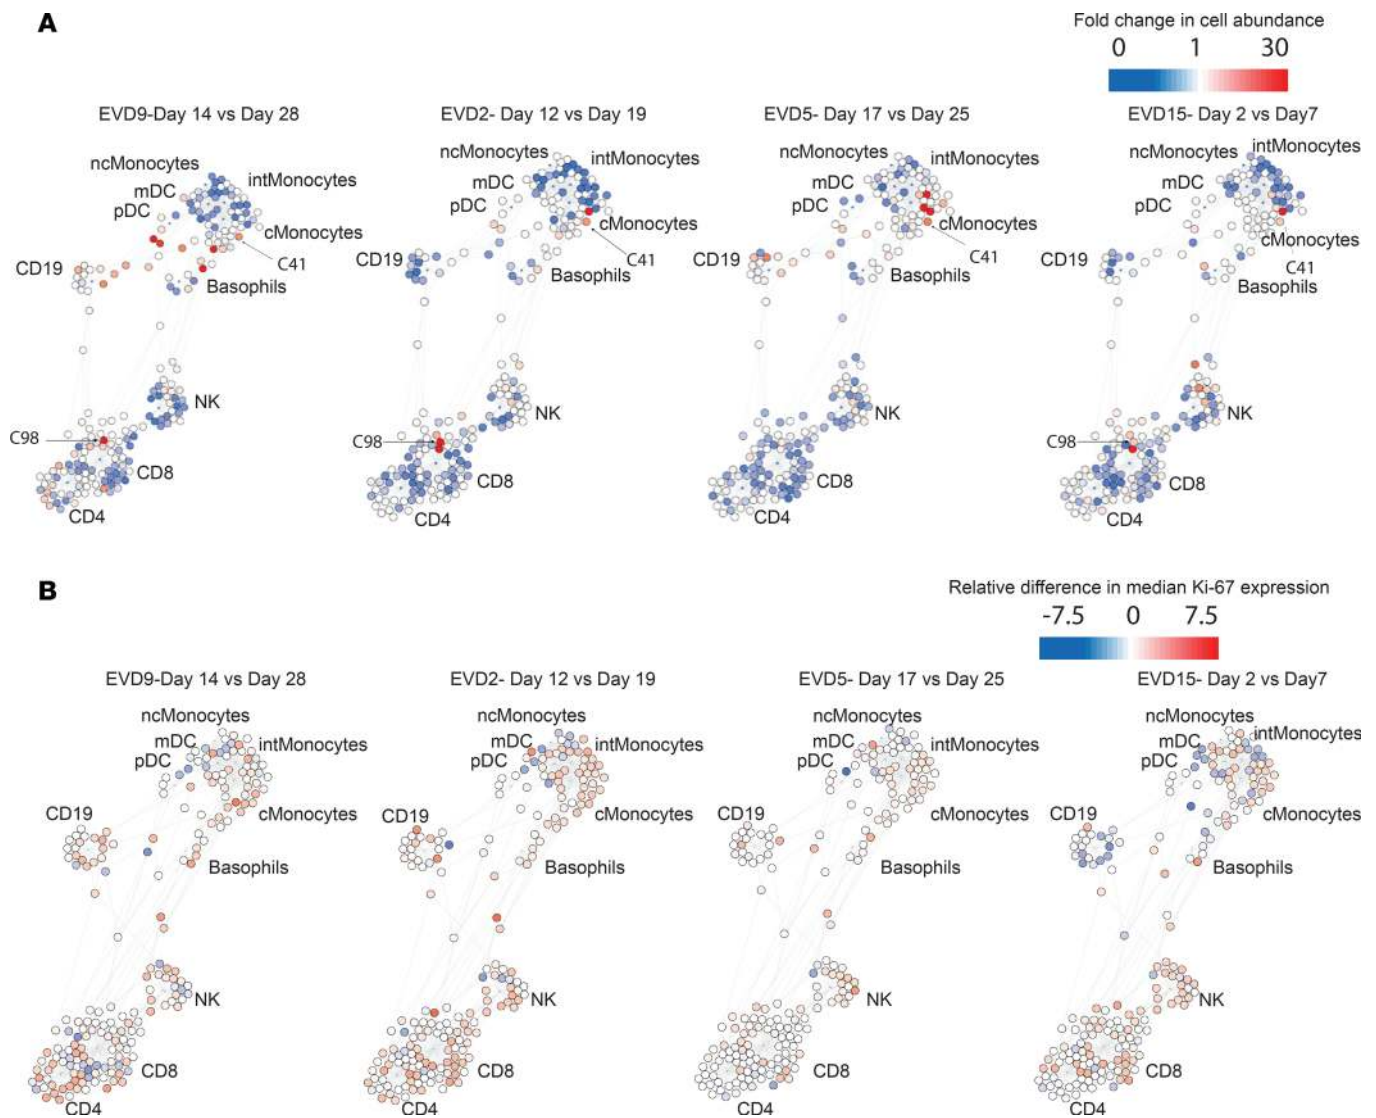 A
Fold change in cell abundance
0 1 30
EVD9-Day 14 vs Day 28
EVD2- Day 12 vs Day 19
EVD5- Day 17 vs Day 25
EVD15- Day 2 vs Day7
ncMonocytes
mDC
pDC
intMonocytes
cMonocytes
C41
CD19
Basophils
NK
C98
CD8
CD4
ncMonocytes
intMonocytes
mDC
pDC
cMonocytes
C41
CD19
Basophils
NK
C98
CD8
CD4
ncMonocytes
intMonocytes
mDC
pDC
cMonocytes
C41
CD19
Basophils
NK
CD8
CD4
ncMonocytes
intMonocytes
mDC
pDC
cMonocytes
C41
CD19
Basophils
NK
C98
CD8
CD4
B
Relative difference in median Ki-67 expression
-7.5 0 7.5
EVD9-Day 14 vs Day 28
EVD2- Day 12 vs Day 19
EVD5- Day 17 vs Day 25
EVD15- Day 2 vs Day7
ncMonocytes
mDC
intMonocytes
pDC
CD19
cMonocytes
Basophils
NK
CD8
CD4
ncMonocytes
mDC
intMonocytes
pDC
CD19
cMonocytes
Basophils
NK
CD8
CD4
ncMonocytes
mDC
intMonocytes
pDC
CD19
cMonocytes
Basophils
NK
CD8
CD4
ncMonocytes
mDC
intMonocytes
pDC
CD19
cMonocytes
Basophils
NK
CD8
CD4